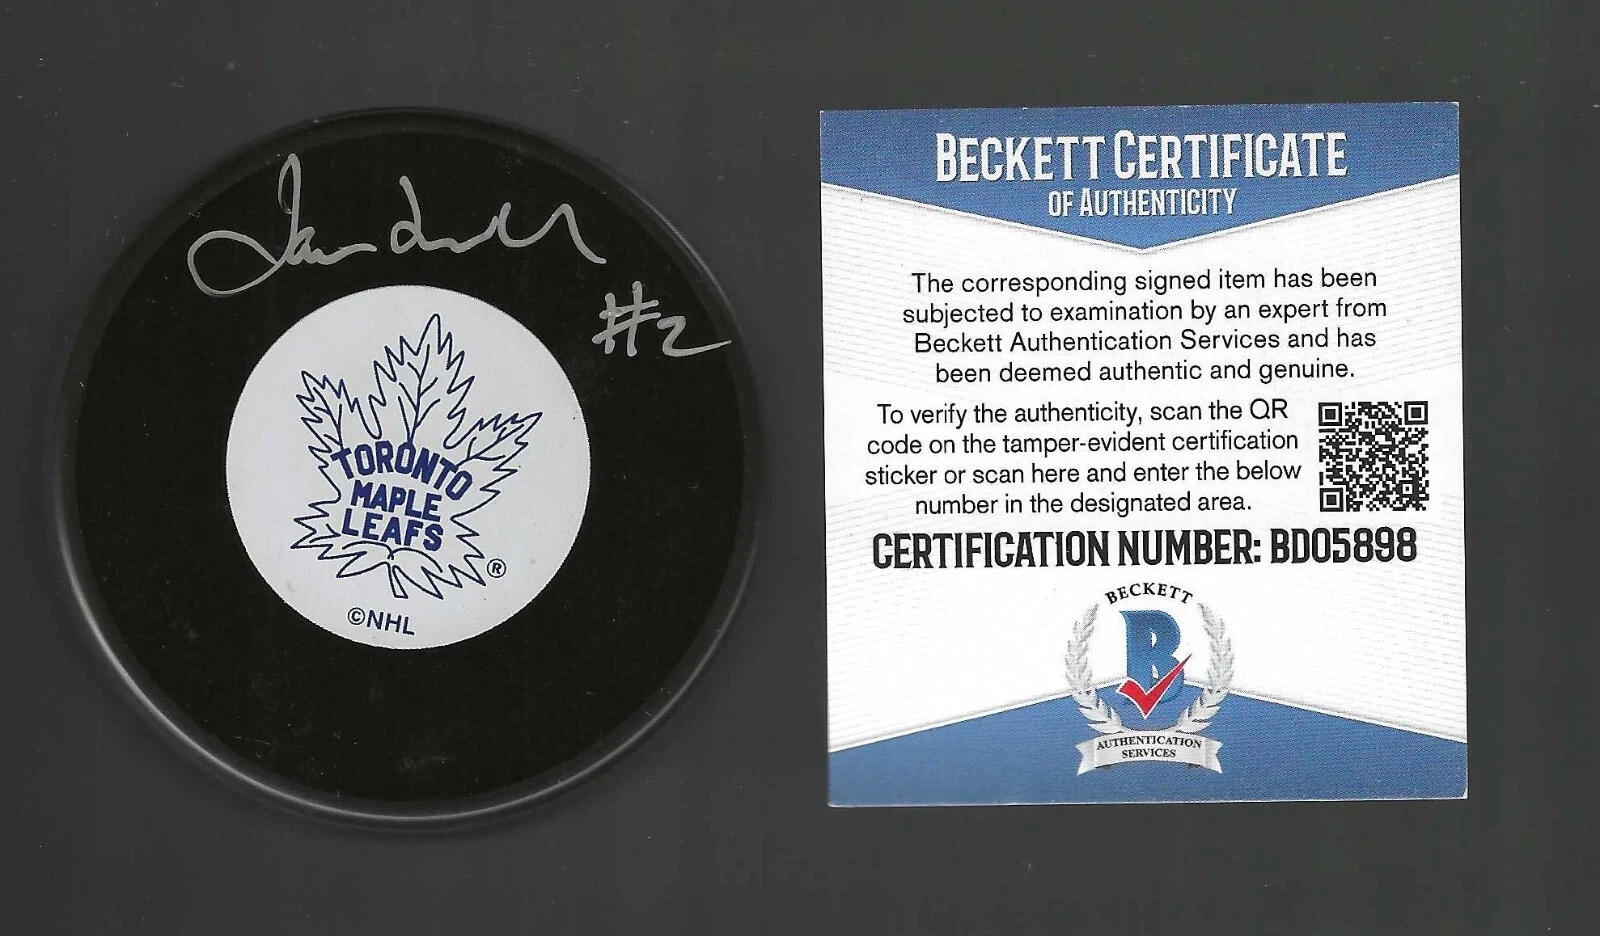 #2
TORONTO
MAPLE
LEAFS
®
©NHL
BECKETT CERTIFICATE
OF AUTHENTICITY
The corresponding signed item has been
subjected to examination by an expert from
Beckett Authentication Services and has
been deemed authentic and genuine.
To verify the authenticity, scan the QR
code on the tamper-evident certification
sticker or scan here and enter the below
number in the designated area.
CERTIFICATION NUMBER: BD05898
BECKETT
B
AUTHENTICATION
SERVICES